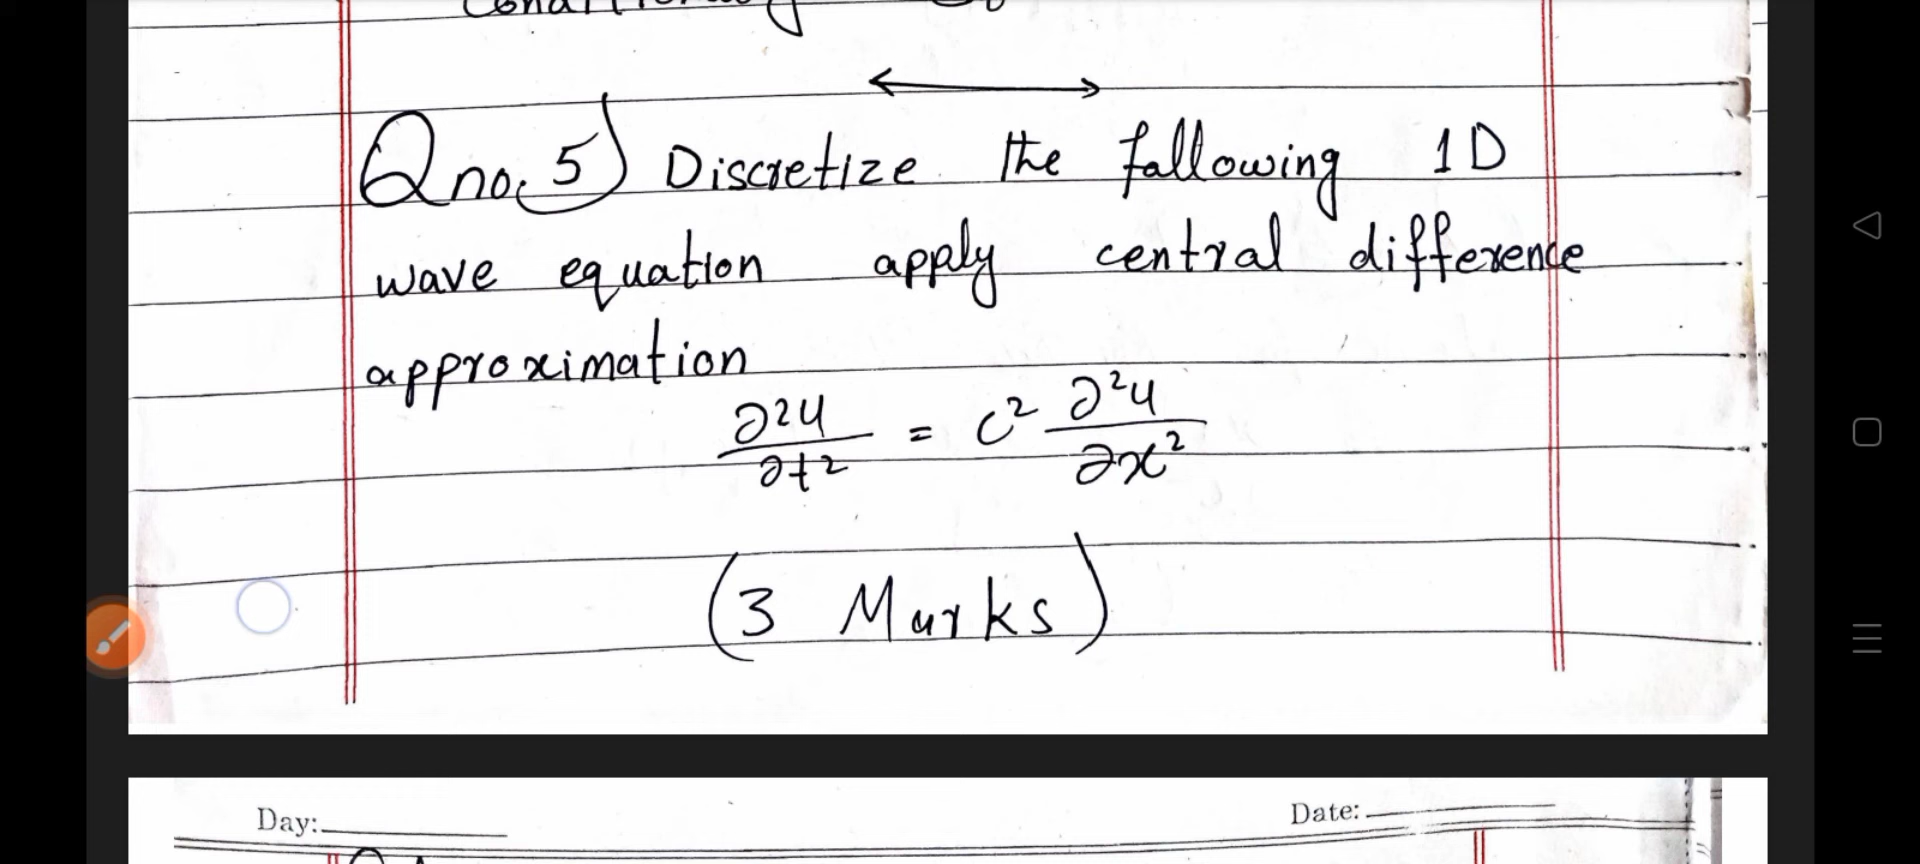 Q no. 5) Discretize the following 1D
wave equation apply central difference
approximation
∂²u/∂t² = c² ∂²u/∂x²
(3 Marks)
Day:
Date: